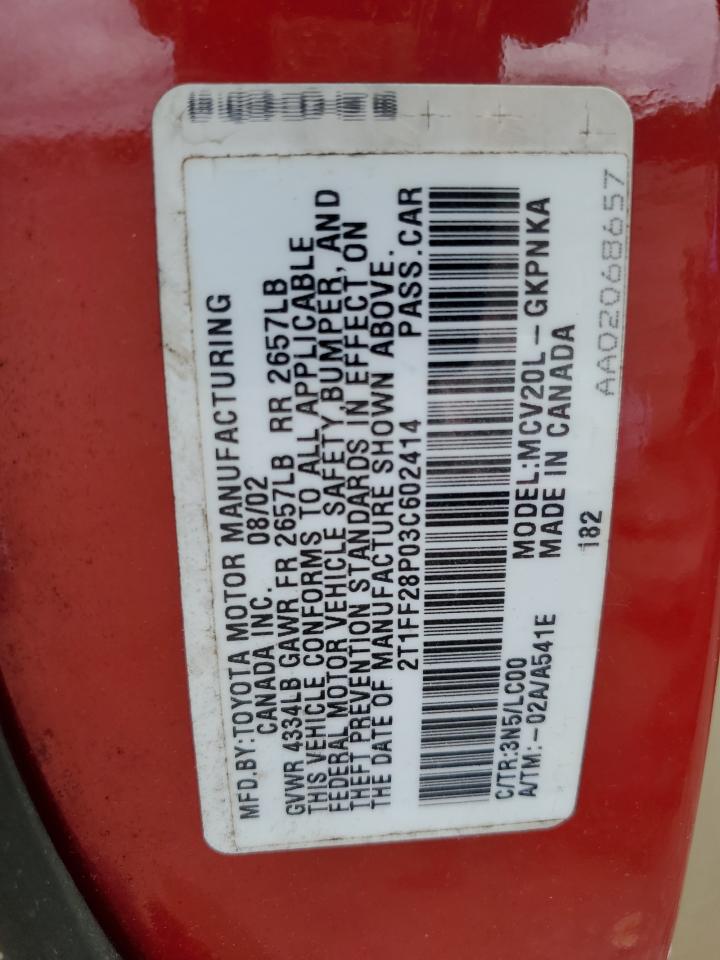 MFD.BY:TOYOTA MOTOR MANUFACTURING
CANADA INC. 08/02
GVWR 4334LB GAWR FR 2657LB RR 2657LB
THIS VEHICLE CONFORMS TO ALL APPLICABLE
FEDERAL MOTOR VEHICLE SAFETY,BUMPER, AND
THEFT PREVENTION STANDARDS IN EFFECT ON
THE DATE OF MANUFACTURE SHOWN ABOVE.
2T1FF28P03C602414 PASS.CAR
C/TR:3N5/LC00 MODEL:MCV20L-GKPNKA
A/TM:-02A/A541E MADE IN CANADA
182
AA02068657